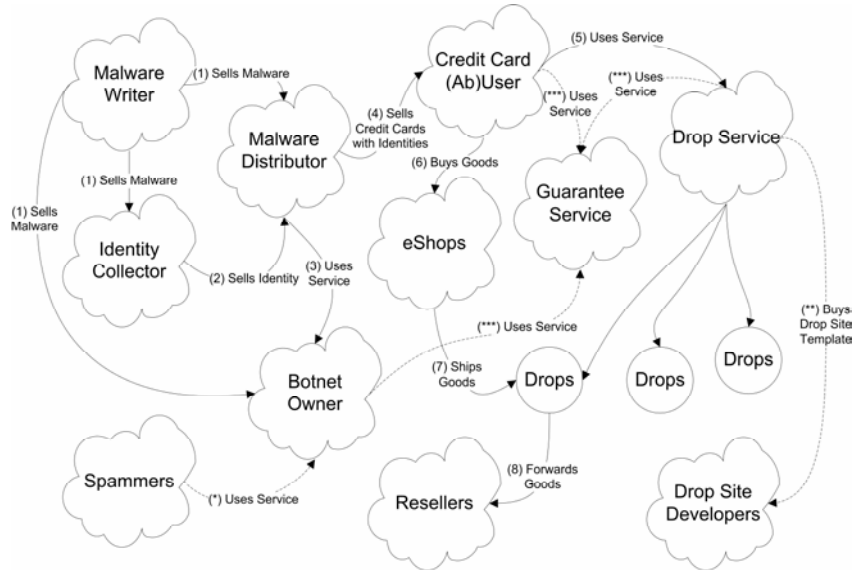 Malware
Writer
(1) Sells Malware
Credit Card
(Ab)User
(5) Uses Service
(***) Uses
Service
(***) Uses
Service
Malware
Distributor
(4) Sells
Credit Cards
with Identities
Drop Service
(6) Buys Goods
(1) Sells Malware
Guarantee
Service
(1) Sells
Malware
Identity
Collector
eShops
(2) Sells Identity
(3) Uses
Service
(**) Buys
Drop Site
Template
(***) Uses Service
(7) Ships
Goods
Drops
Drops
Drops
Botnet
Owner
Spammers
(*) Uses Service
Resellers
(8) Forwards
Goods
Drop Site
Developers